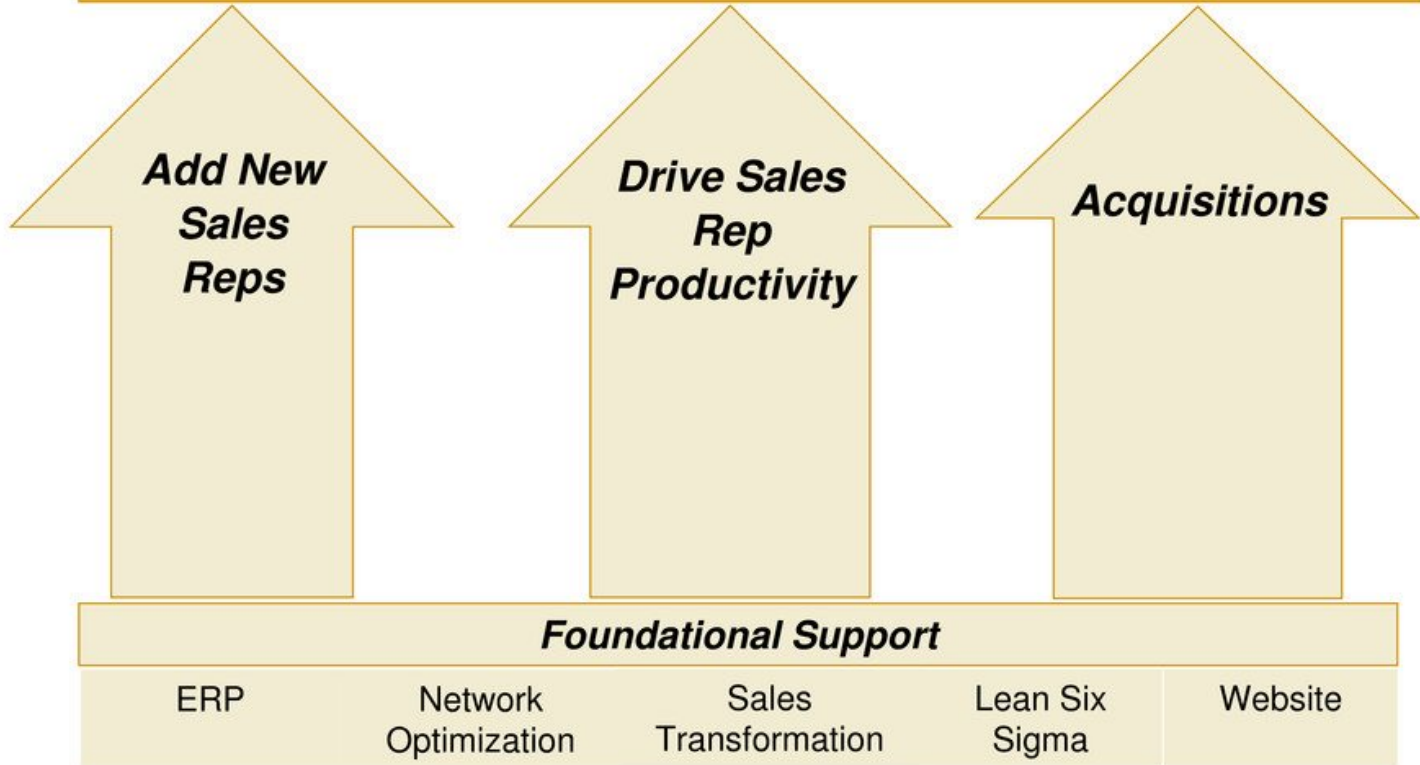 Add New
Sales
Reps
Drive Sales
Rep
Productivity
Acquisitions
Foundational Support
ERP
Network
Optimization
Sales
Transformation
Lean Six
Sigma
Website